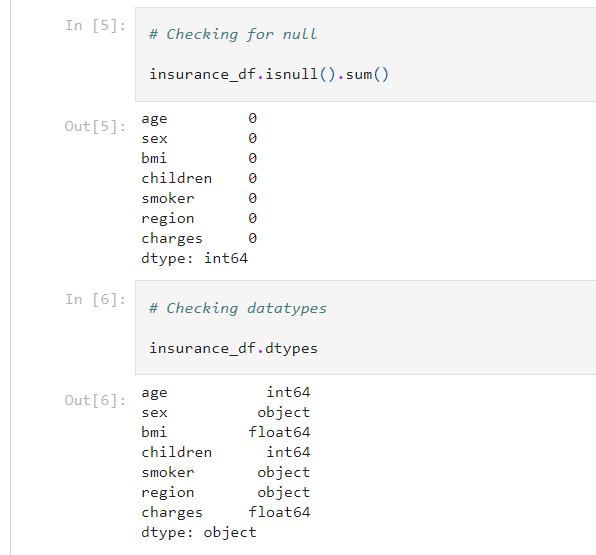 In [5]:
# Checking for null
insurance_df.isnull().sum()
Out[5]:
age 0
sex 0
bmi 0
children 0
smoker 0
region 0
charges 0
dtype: int64
In [6]:
# Checking datatypes
insurance_df.dtypes
Out[6]:
age int64
sex object
bmi float64
children int64
smoker object
region object
charges float64
dtype: object